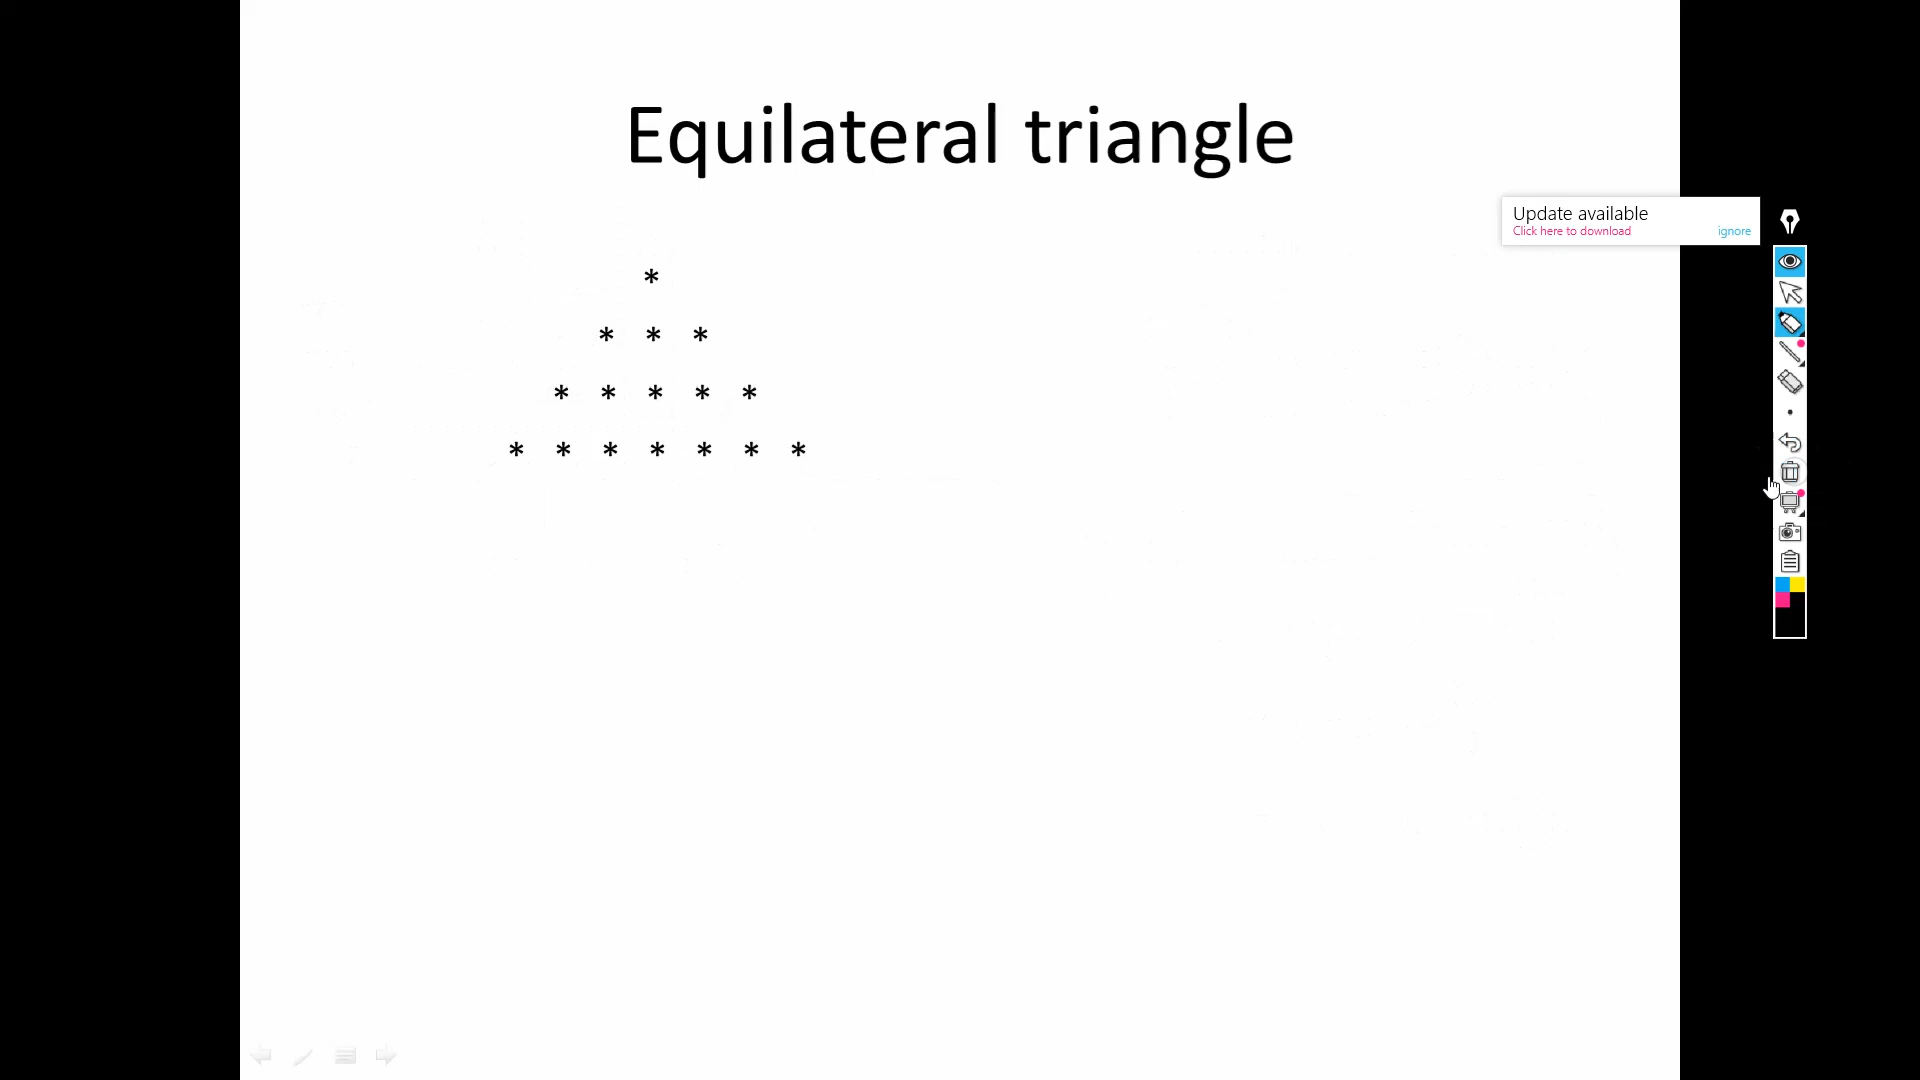 Equilateral triangle
Update available
Click here to download ignore
*
* * *
* * * * *
* * * * * * *